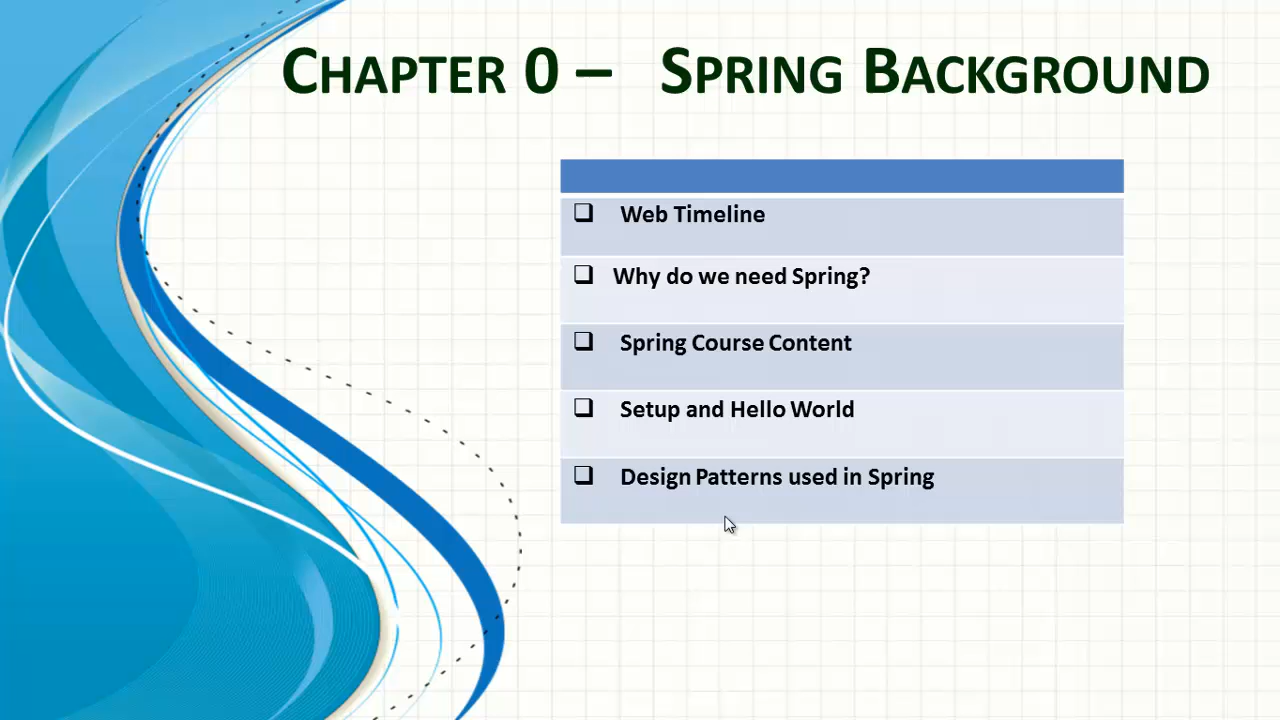 Chapter 0 – Spring Background
❑ Web Timeline
❑ Why do we need Spring?
❑ Spring Course Content
❑ Setup and Hello World
❑ Design Patterns used in Spring